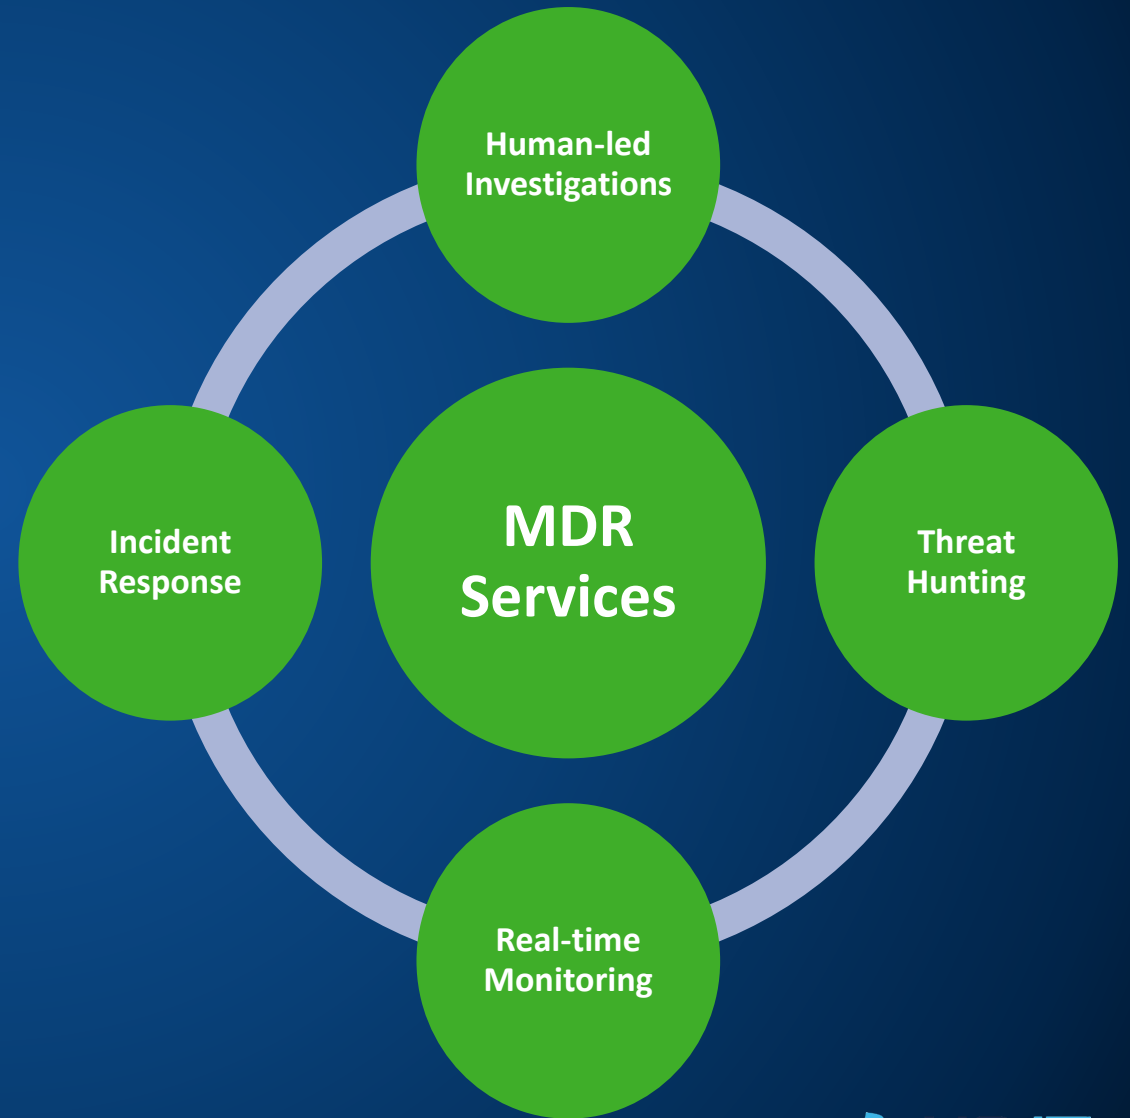 Human-led
Investigations
Incident
Response
MDR
Services
Threat
Hunting
Real-time
Monitoring